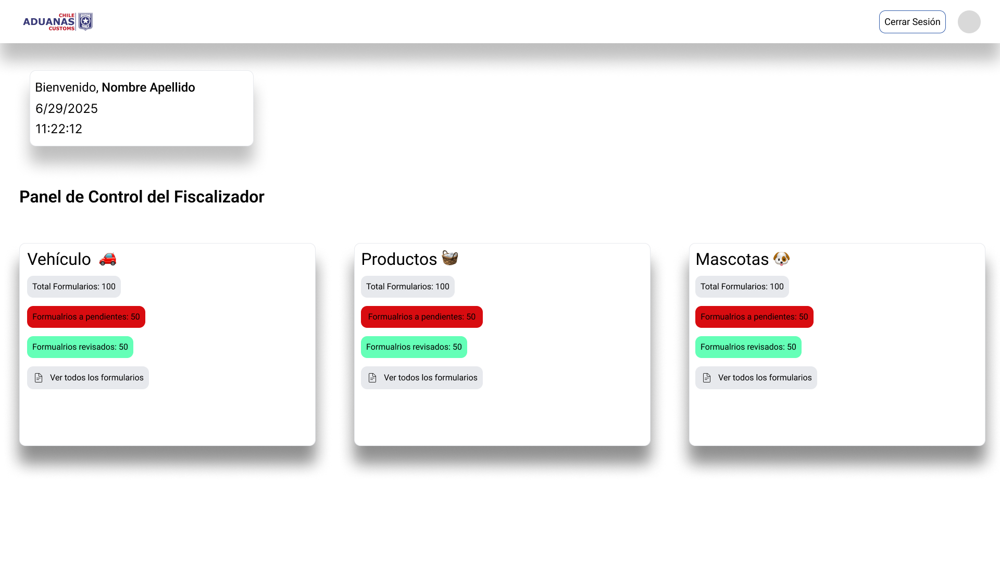 CHILE
ADUANAS
CUSTOMS
Cerrar Sesión
Bienvenido, Nombre Apellido
6/29/2025
11:22:12
Panel de Control del Fiscalizador
Vehículo
Total Formularios: 100
Formualrios a pendientes: 50
Formualrios revisados: 50
Ver todos los formularios
Productos
Total Formularios: 100
Formualrios a pendientes: 50
Formualrios revisados: 50
Ver todos los formularios
Mascotas
Total Formularios: 100
Formualrios a pendientes: 50
Formualrios revisados: 50
Ver todos los formularios